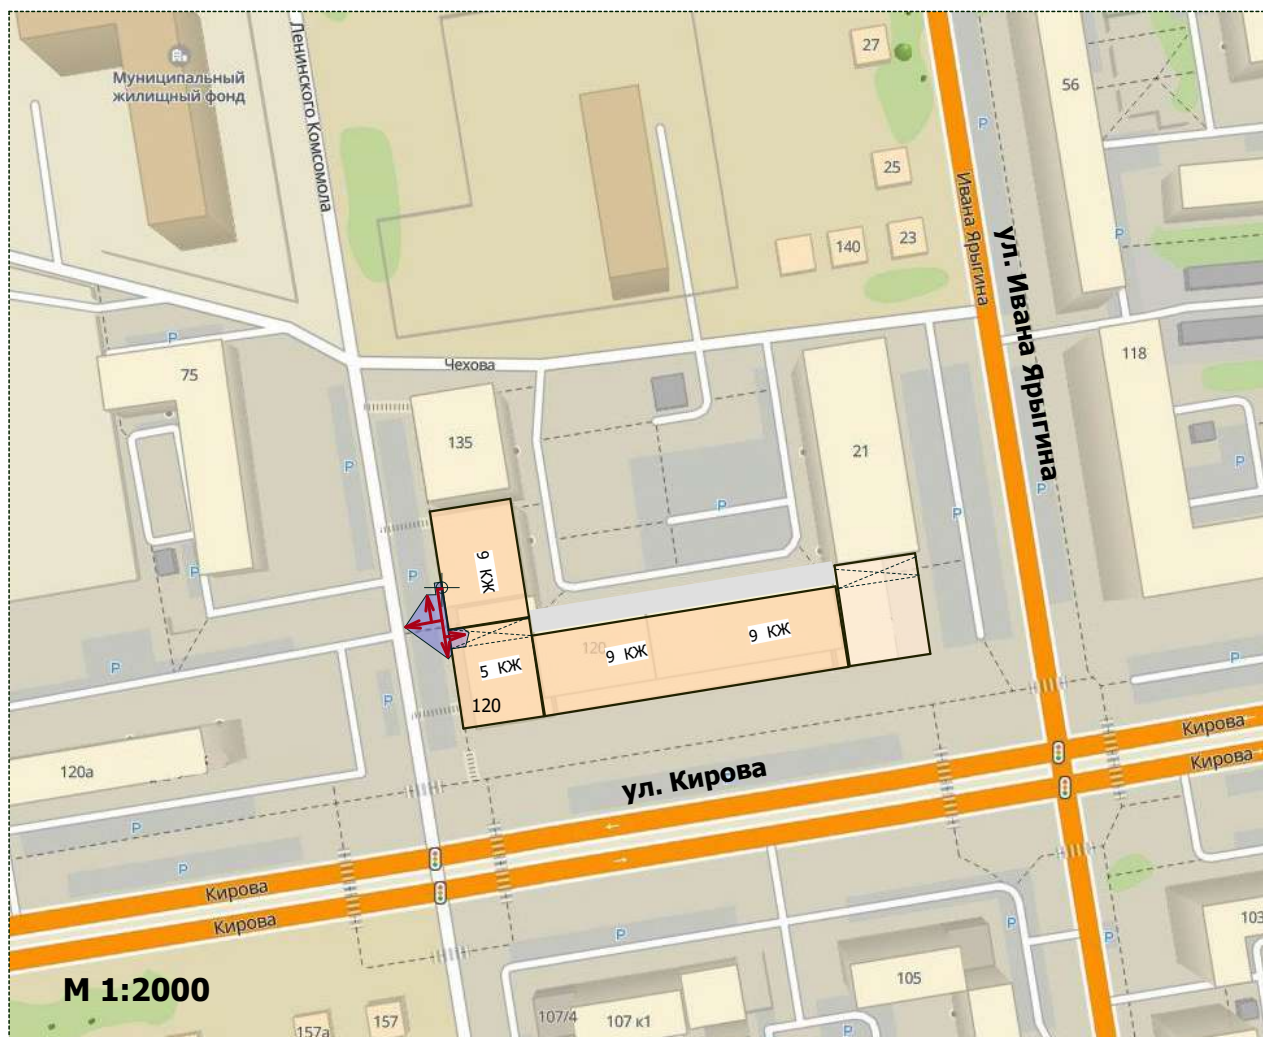 27
56
Муниципальный
жилищный фонд
Ленинского Комсомола
P
25
Ивана Ярыгина
ул. Ивана Ярыгина
140
23
P
P
118
Чехова
75
135
21
P
P
P
P
P
P
9 КЖ
P
P
120
9 КЖ
9 КЖ
5 КЖ
120
P
P
P
Кирова
Кирова
120а
ул. Кирова
P
P
Кирова
Кирова
P
P
P
103
М 1:2000
105
157а
157
107/4
107 к1
P